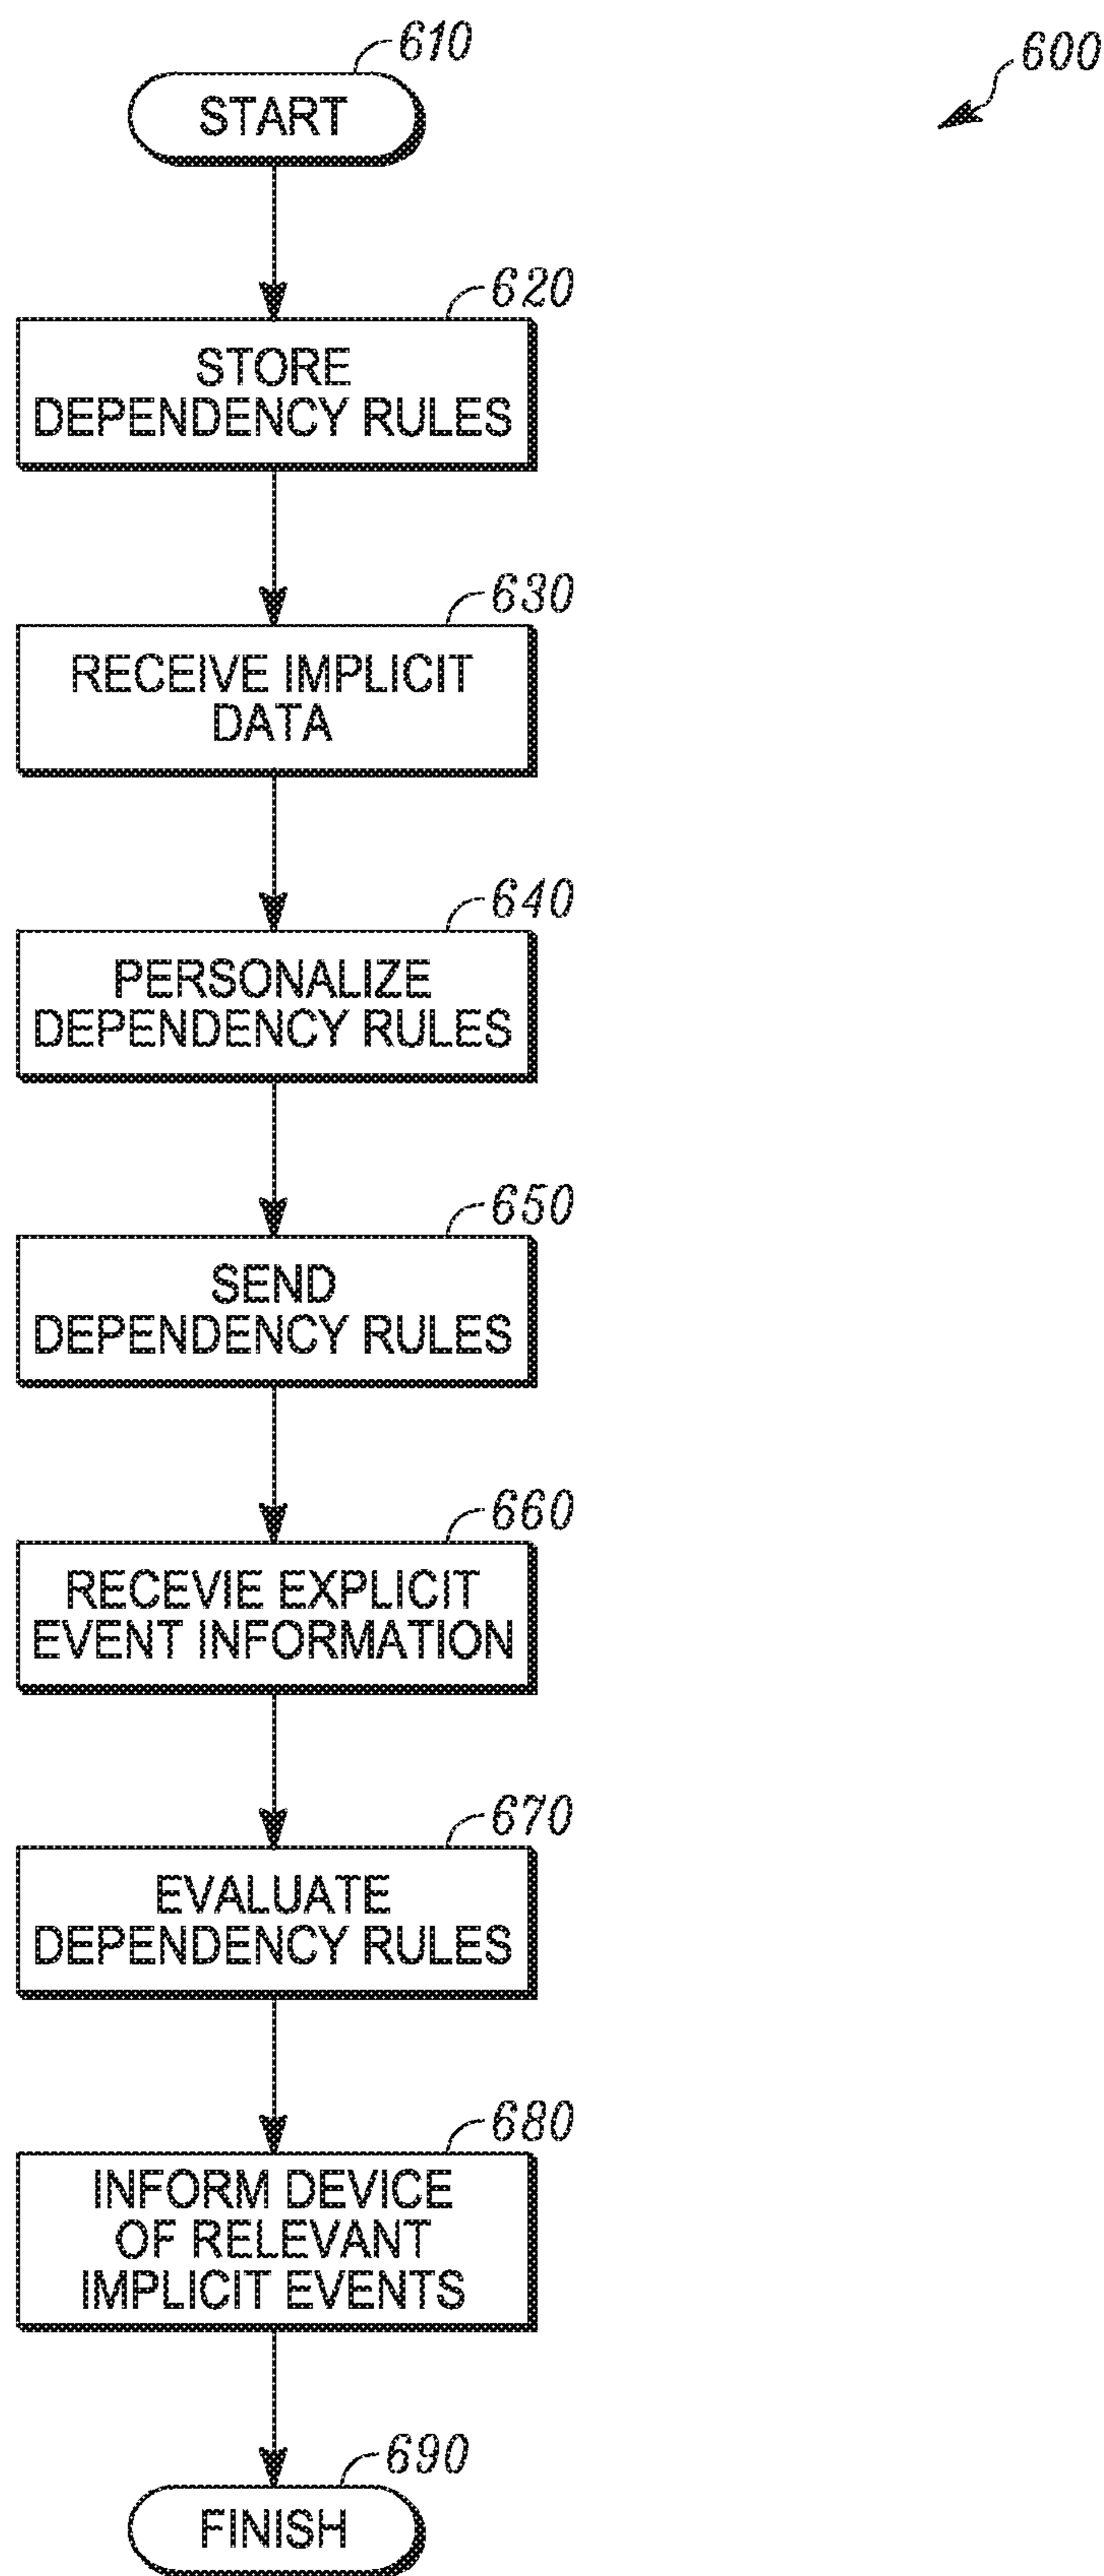 610
600
START
620
STORE
DEPENDENCY RULES
630
RECEIVE IMPLICIT
DATA
640
PERSONALIZE
DEPENDENCY RULES
650
SEND
DEPENDENCY RULES
660
RECEVIE EXPLICIT
EVENT INFORMATION
670
EVALUATE
DEPENDENCY RULES
680
INFORM DEVICE
OF RELEVANT
IMPLICIT EVENTS
690
FINISH